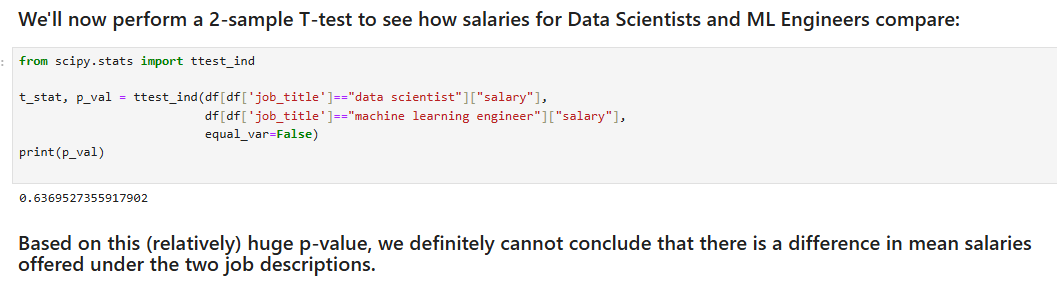 We'll now perform a 2-sample T-test to see how salaries for Data Scientists and ML Engineers compare:
:
from scipy.stats import ttest_ind
t_stat, p_val = ttest_ind(df[df['job_title']=="data scientist"]["salary"],
df[df['job_title']=="machine learning engineer"]["salary"],
equal_var=False)
print(p_val)
0.6369527355917902
Based on this (relatively) huge p-value, we definitely cannot conclude that there is a difference in mean salaries
offered under the two job descriptions.